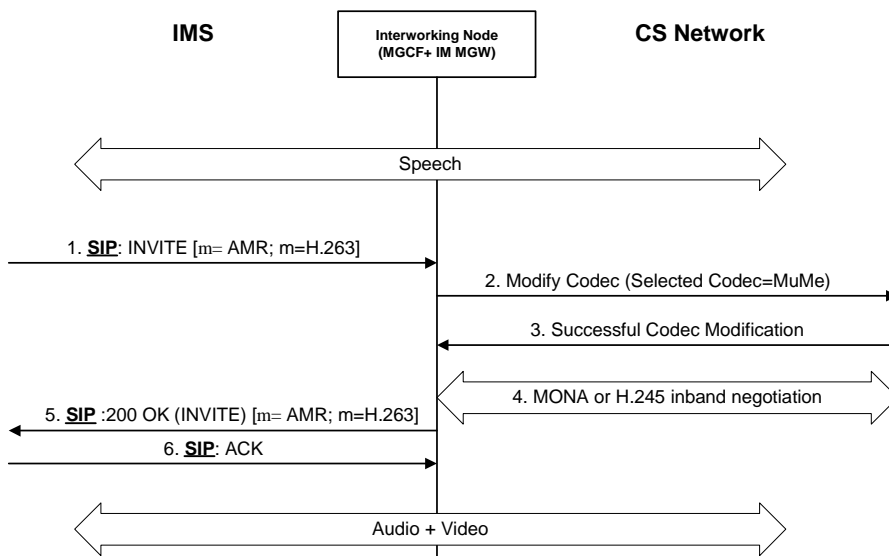 IMS
Interworking Node
(MGCF+ IM MGW)
CS Network
Speech
1. SIP: INVITE [m= AMR; m=H.263]
2. Modify Codec (Selected Codec=MuMe)
3. Successful Codec Modification
4. MONA or H.245 inband negotiation
5. SIP :200 OK (INVITE) [m= AMR; m=H.263]
6. SIP: ACK
Audio + Video